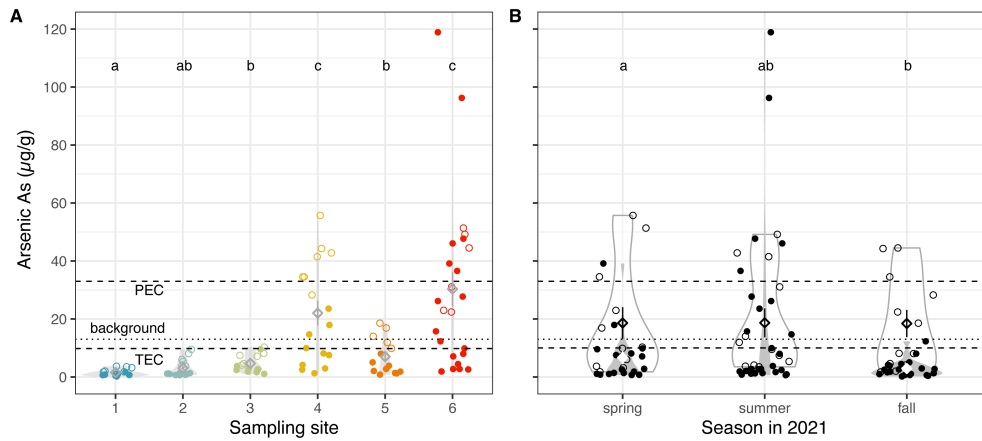 A
B
Arsenic As (µg/g)
120
100
80
60
40
20
0
a
ab
b
c
b
c
PEC
background
TEC
1
2
3
4
5
6
Sampling site
a
ab
b
spring
summer
fall
Season in 2021